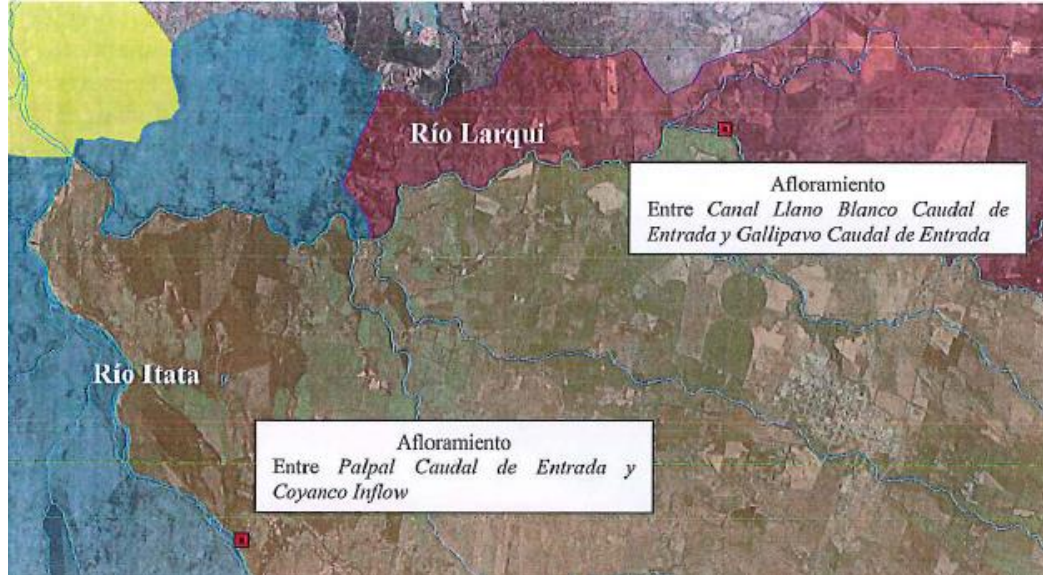 Río Larqui
Afloramiento
Entre Canal Llano Blanco Caudal de
Entrada y Gallipavo Caudal de Entrada
Río Itata
Afloramiento
Entre Palpal Caudal de Entrada y
Coyanco Inflow